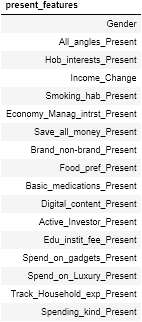 present_features
Gender
All_angles_Present
Hob_interests_Present
Income_Change
Smoking_hab_Present
Economy_Manag_intrst_Present
Save_all_money_Present
Brand_non-brand_Present
Food_pref_Present
Basic_medications_Present
Digital_content_Present
Active_Investor_Present
Edu_instit_fee_Present
Spend_on_gadgets_Present
Spend_on_Luxury_Present
Track_Household_exp_Present
Spending_kind_Present